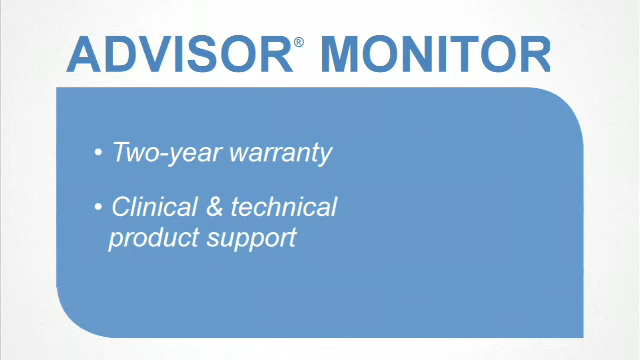 ADVISOR® MONITOR
• Two-year warranty
• Clinical & technical
product support